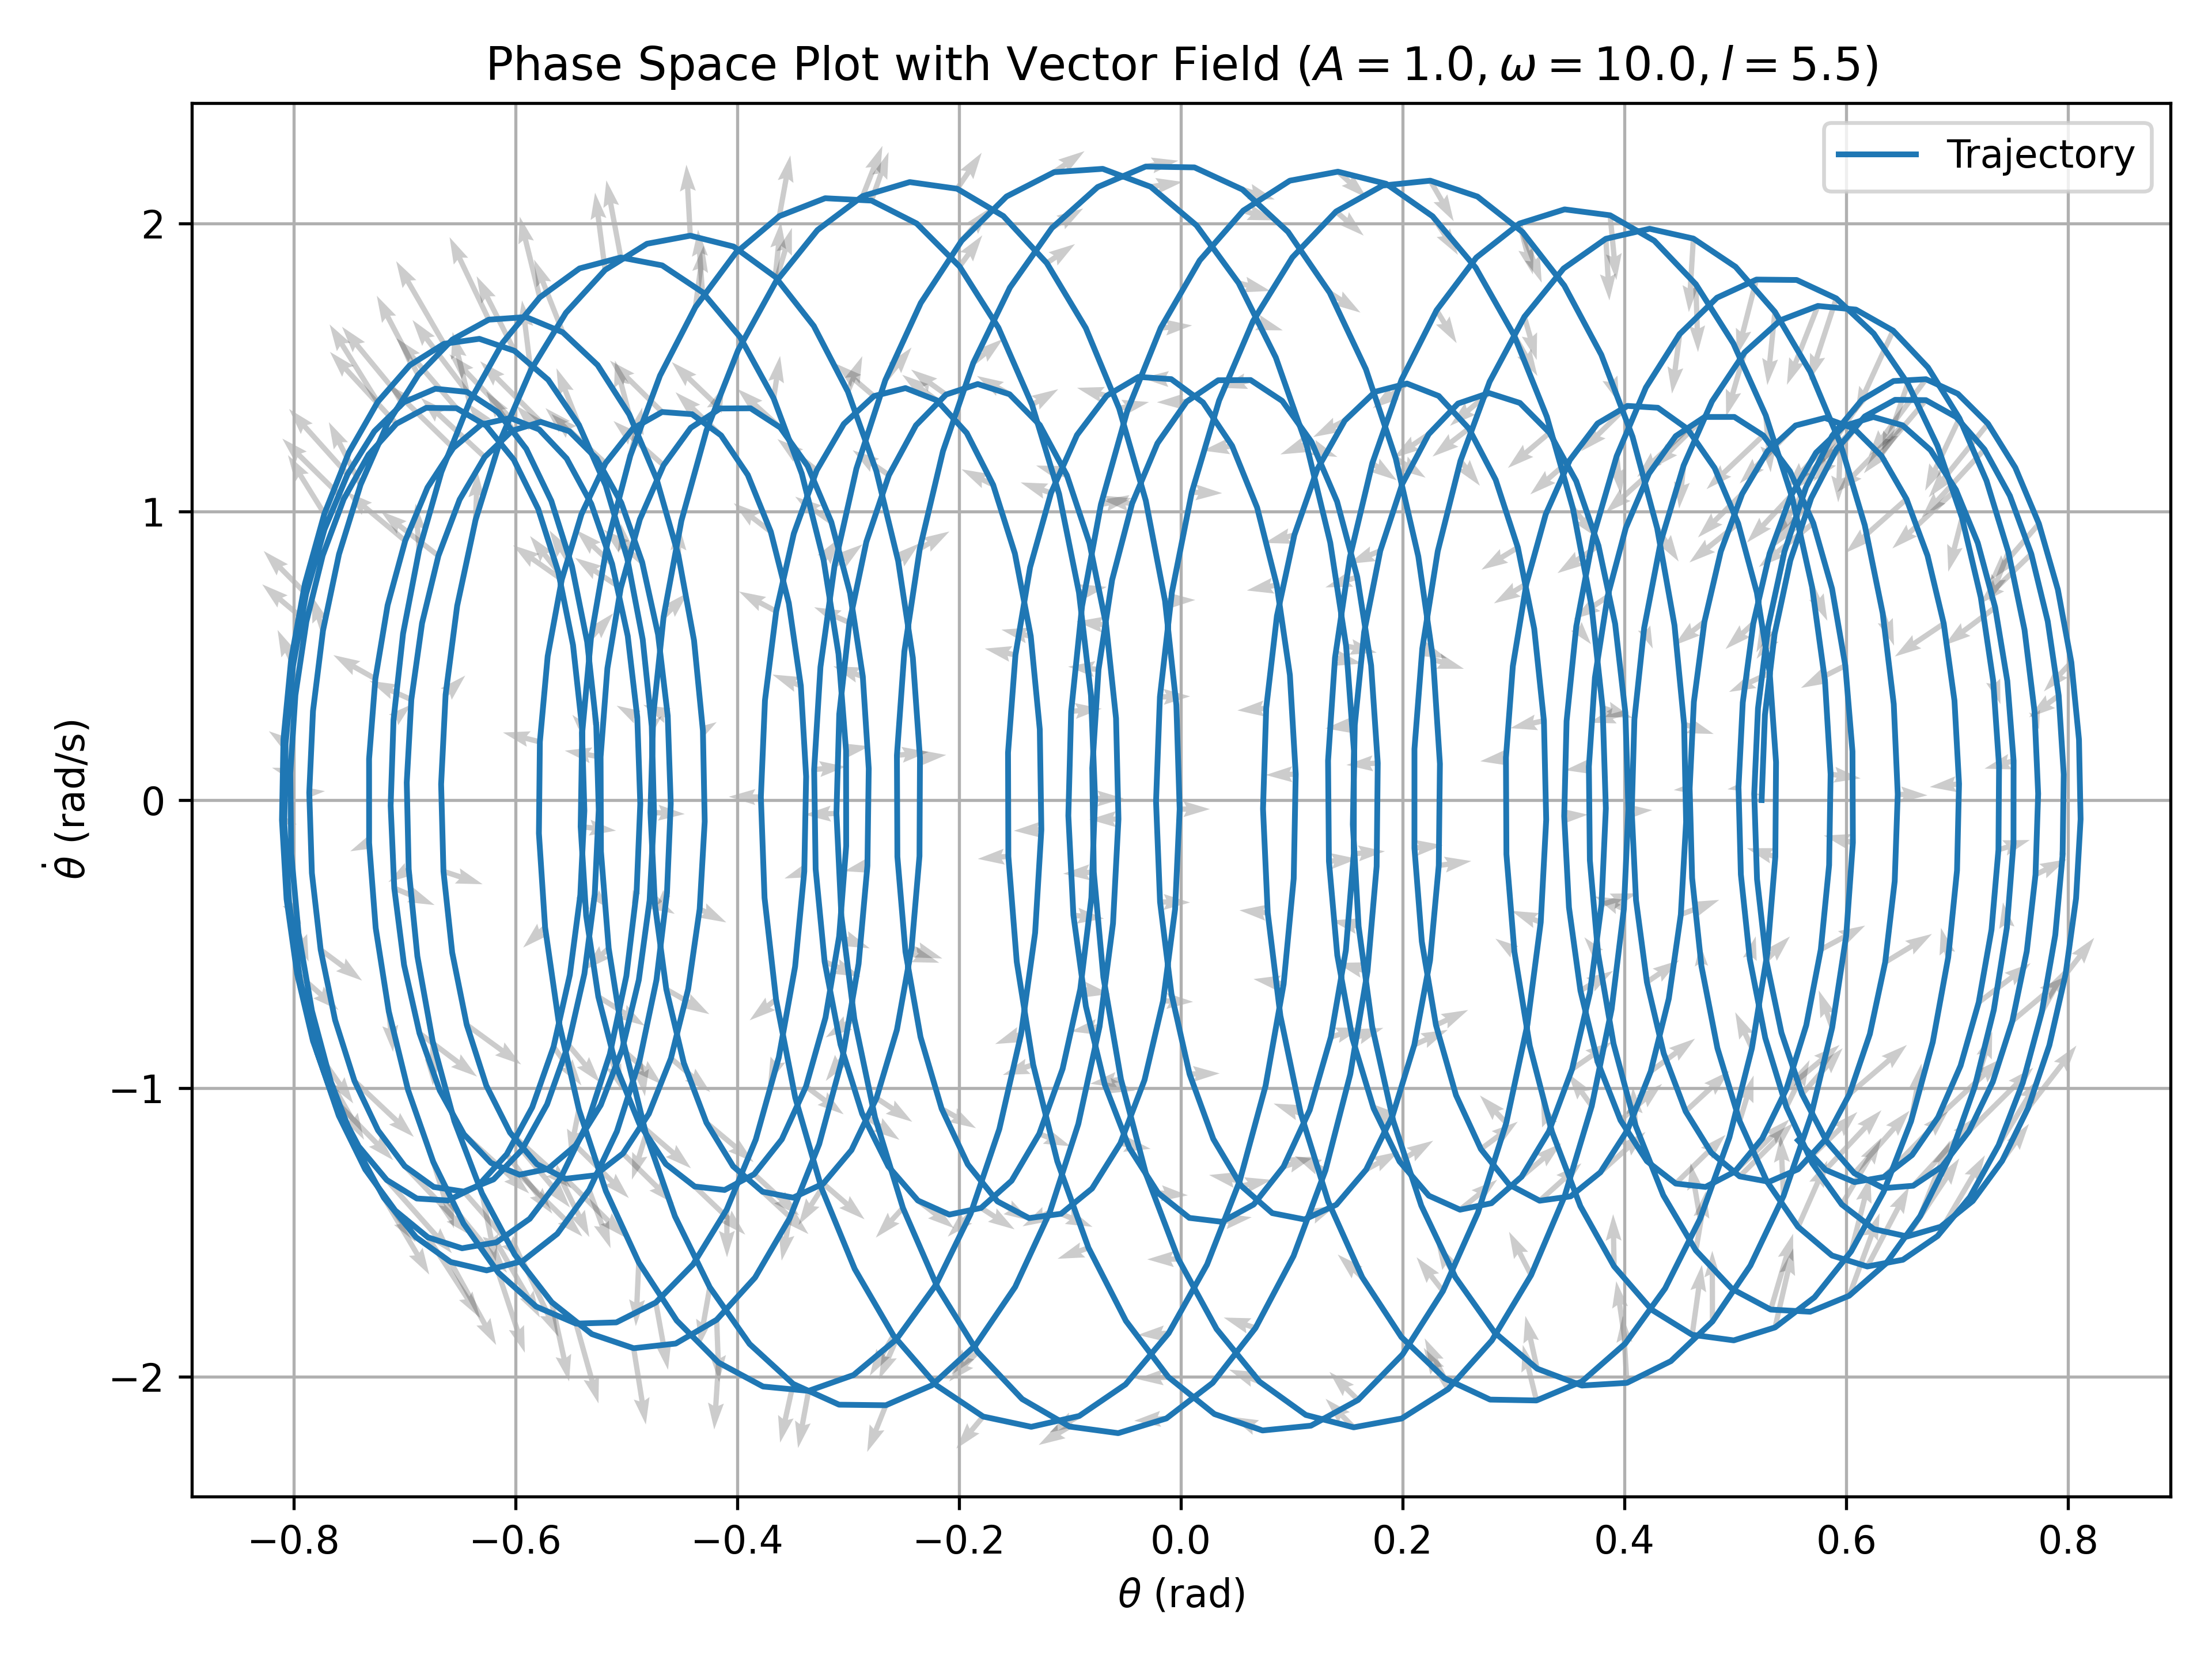 Phase Space Plot with Vector Field (A = 1.0, ω = 10.0, l = 5.5)
Trajectory
2
1
0
−1
−2
θ̇ (rad/s)
−0.8 −0.6 −0.4 −0.2 0.0 0.2 0.4 0.6 0.8
θ (rad)